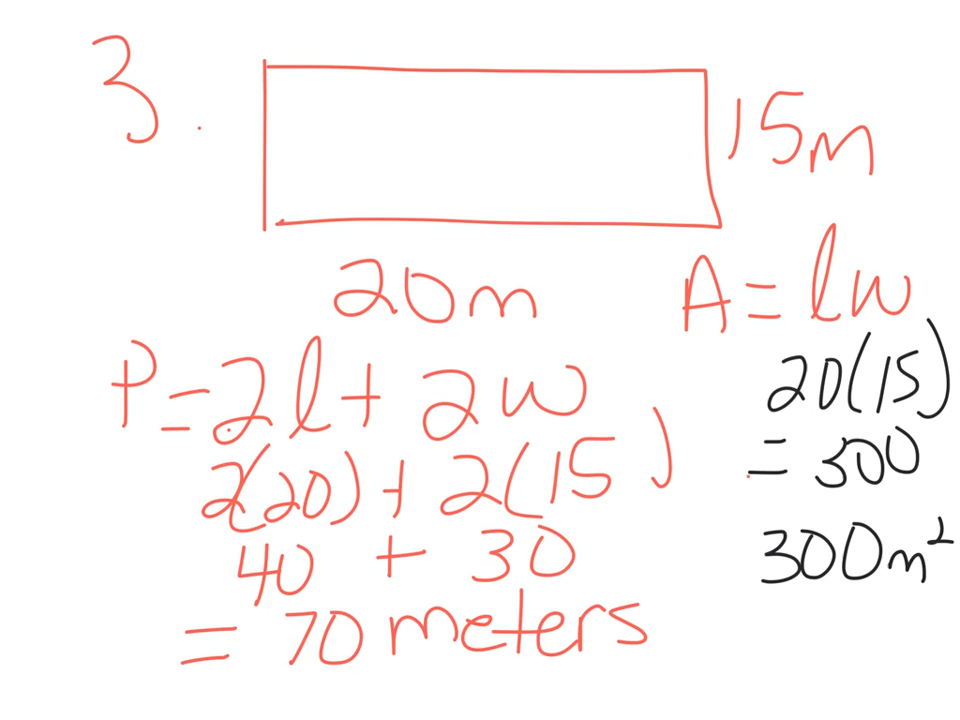 3.
15m
20m
A = lw
P = 2l + 2w
20(15)
2(20) + 2(15)
= 300
40 + 30
300m²
= 70 meters